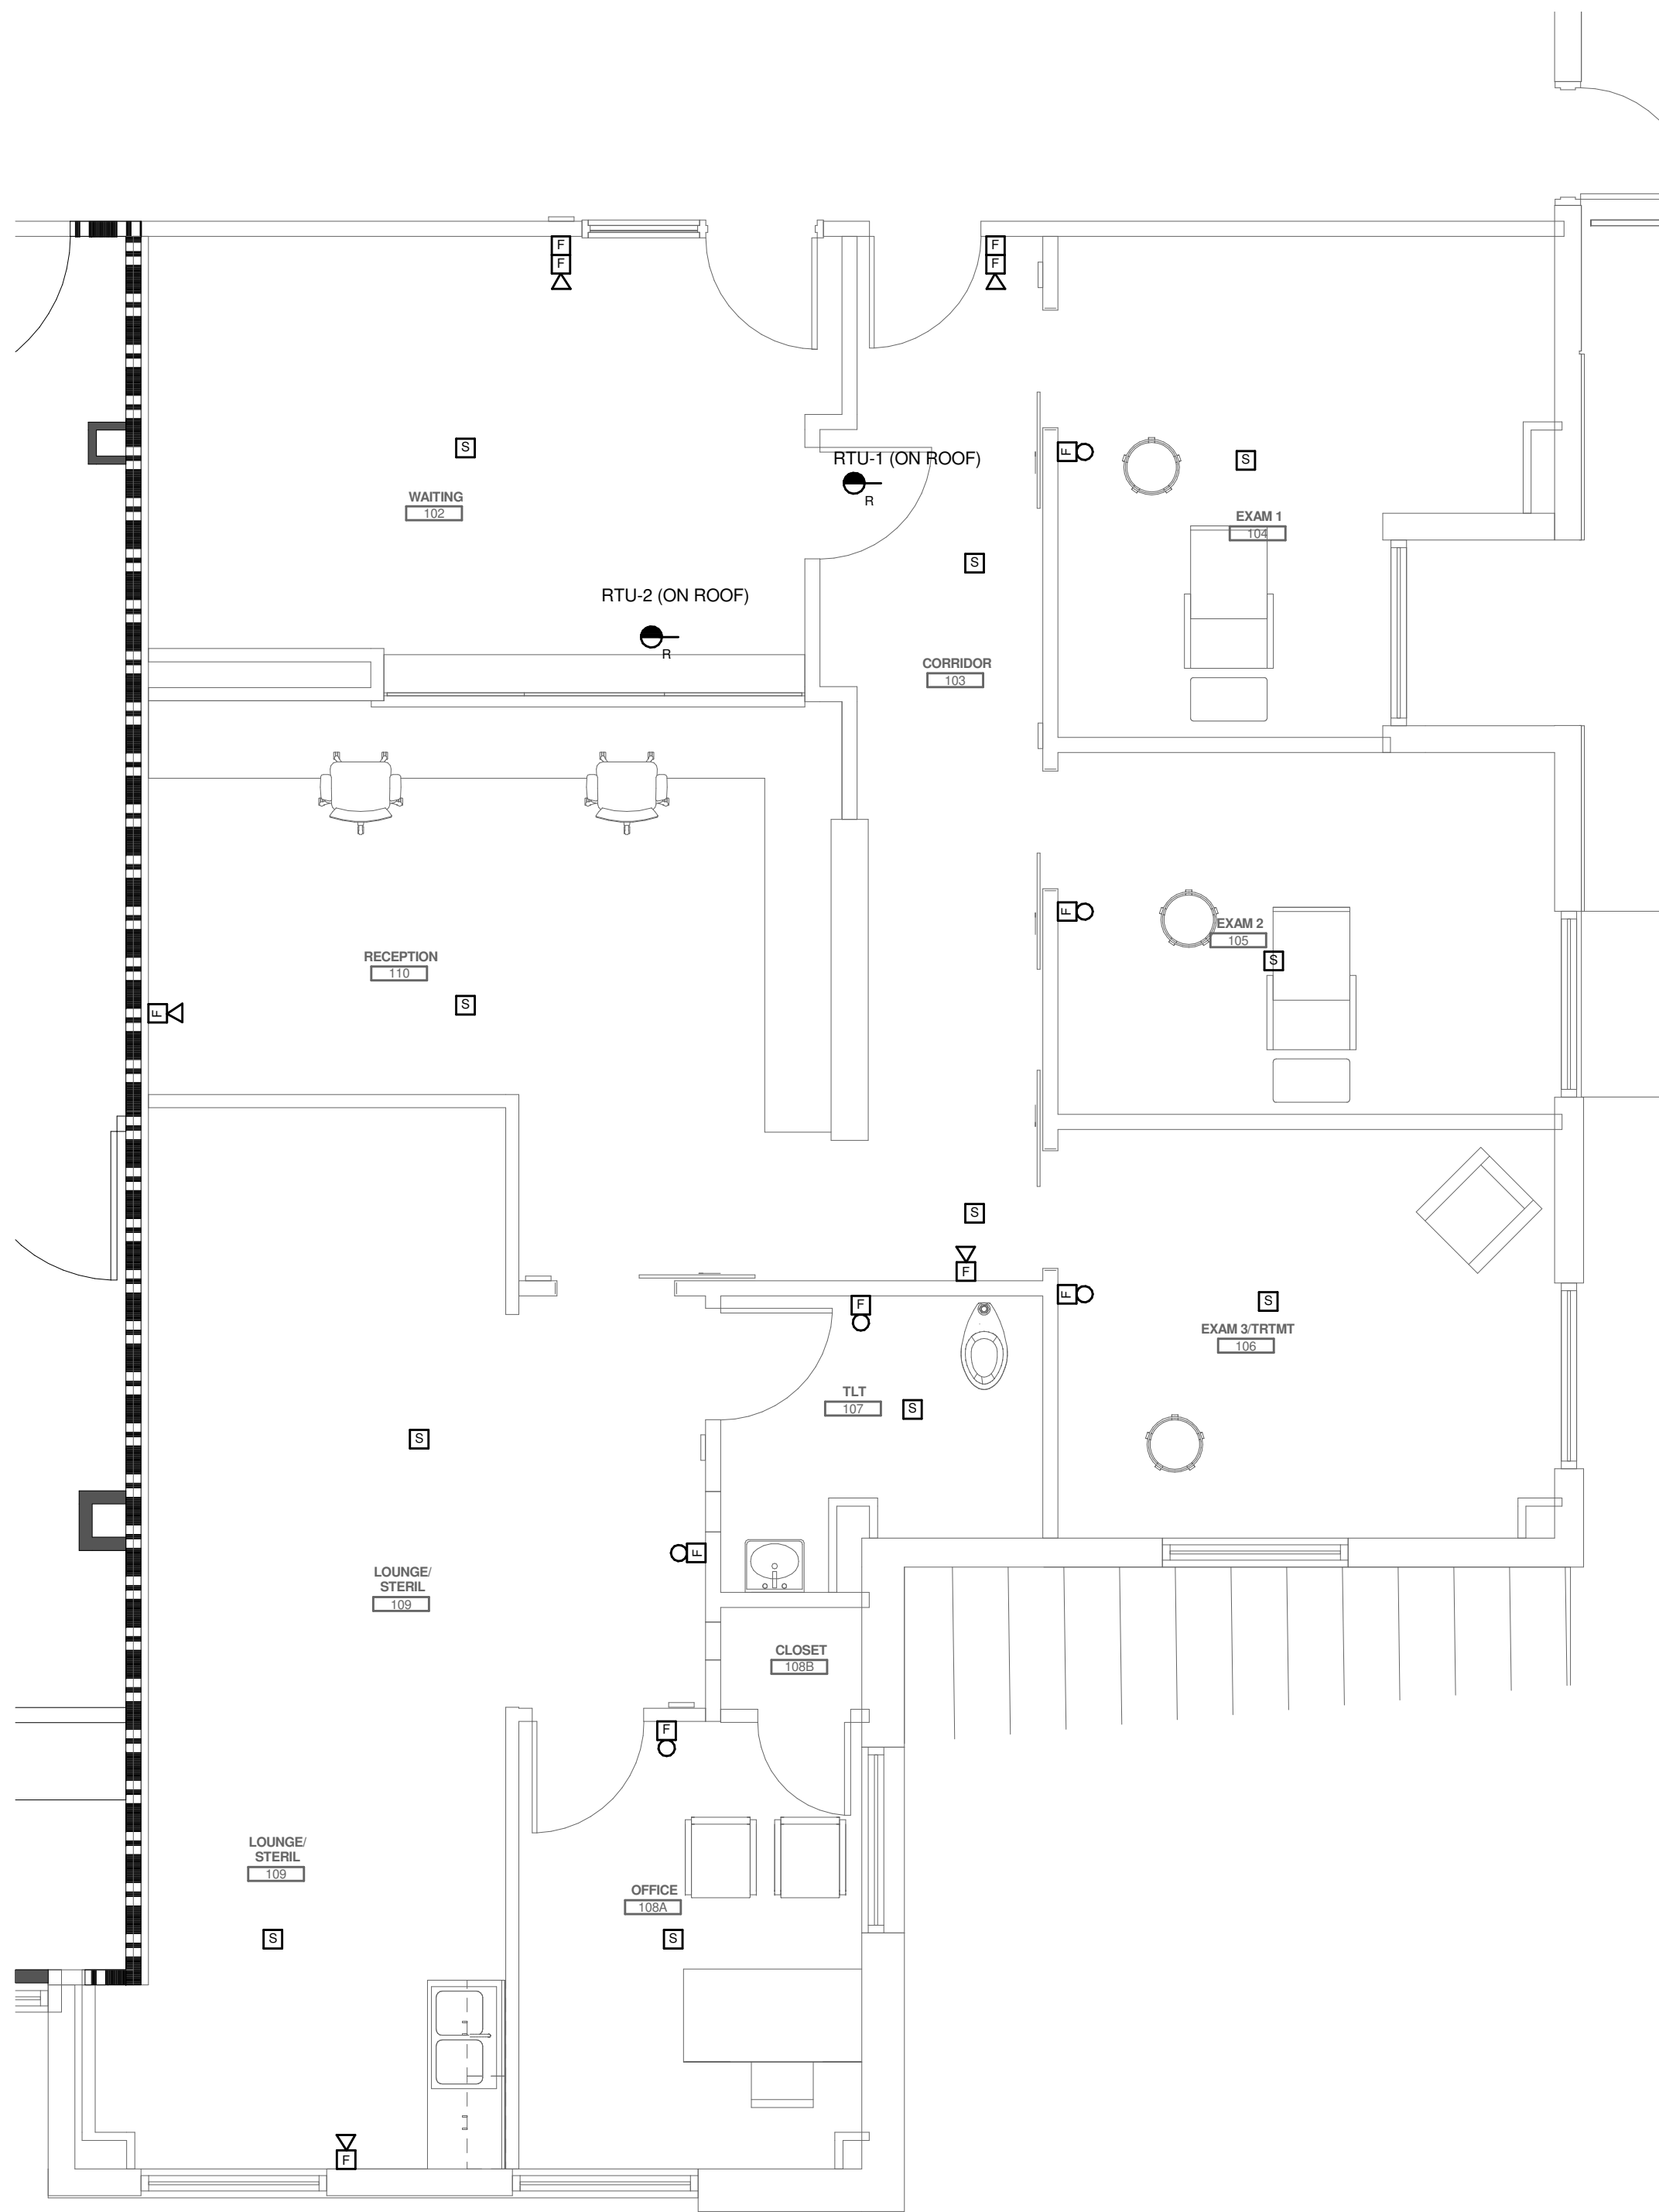 F
F
F
F
S
RTU-1 (ON ROOF)
R
F
S
WAITING
102
EXAM 1
104
S
RTU-2 (ON ROOF)
R
CORRIDOR
103
F
EXAM 2
105
S
RECEPTION
110
S
F
S
F
F
F
S
EXAM 3/TRTMT
106
TLT
107
S
S
F
LOUNGE/
STERIL
109
CLOSET
108B
F
LOUNGE/
STERIL
109
OFFICE
108A
S
S
F